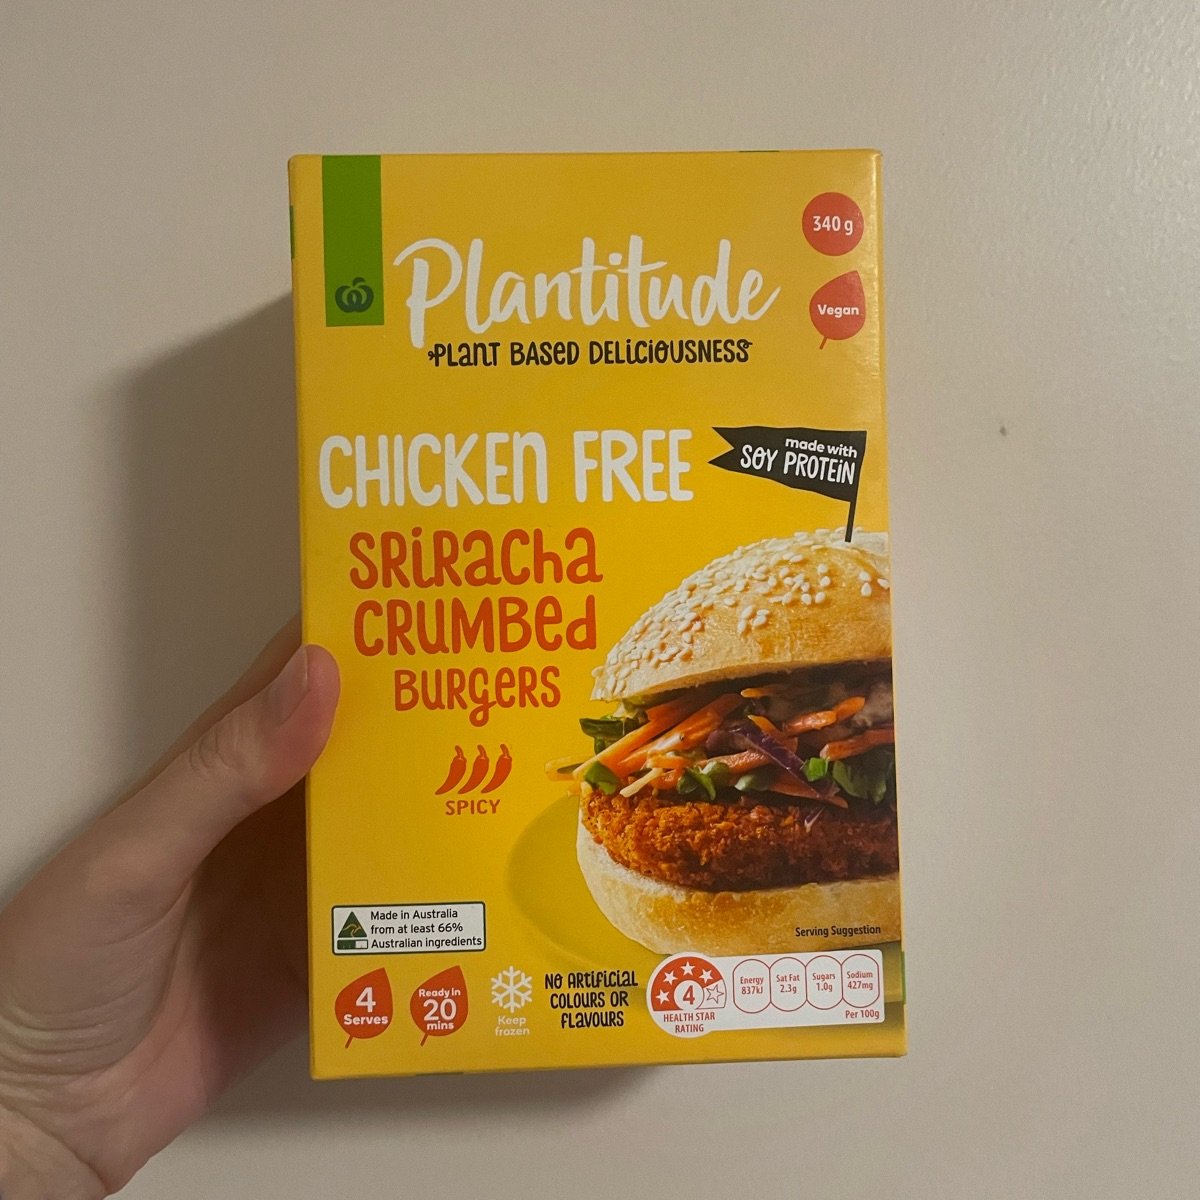 340 g
Vegan
Plantitude
PLANT BASED DELICIOUSNESS
CHICKEN FREE
made with
SOY PROTEIN
SRIRACHA
CRUMBED
BURGERS
SPICY
Made in Australia
from at least 66%
Australian ingredients
4
Serves
Ready in
20
mins
Keep
frozen
NO ARTIFICIAL
COLOURS OR
FLAVOURS
Serving Suggestion
4
HEALTH STAR
RATING
Energy
837kJ
Sat Fat
2.3g
Sugars
1.0g
Sodium
427mg
Per 100g